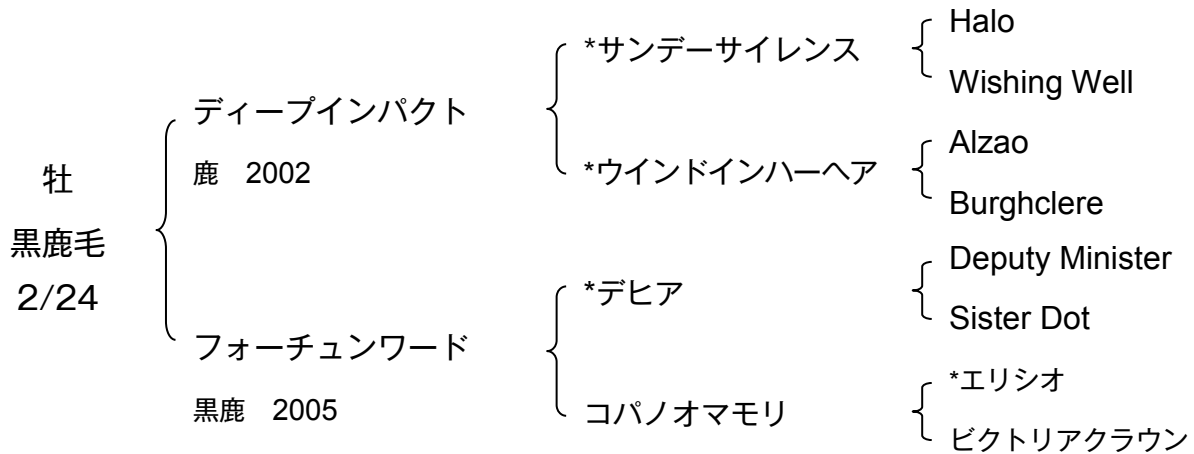 牡
黒鹿毛
2/24
ディープインパクト
鹿　2002
フォーチュンワード
黒鹿　2005
*サンデーサイレンス
*ウインドインハーヘア
*デヒア
コパノオマモリ
Halo
Wishing Well
Alzao
Burghclere
Deputy Minister
Sister Dot
*エリシオ
ビクトリアクラウン